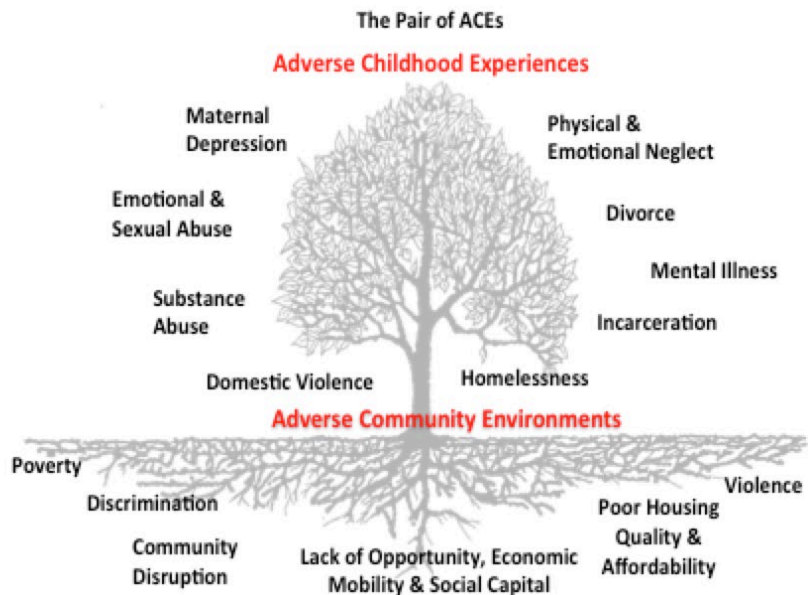 The Pair of ACEs
Adverse Childhood Experiences
Maternal
Depression
Physical &
Emotional Neglect
Emotional &
Sexual Abuse
Divorce
Mental Illness
Substance
Abuse
Incarceration
Domestic Violence
Homelessness
Adverse Community Environments
Poverty
Discrimination
Violence
Community
Disruption
Lack of Opportunity, Economic
Mobility & Social Capital
Poor Housing
Quality &
Affordability